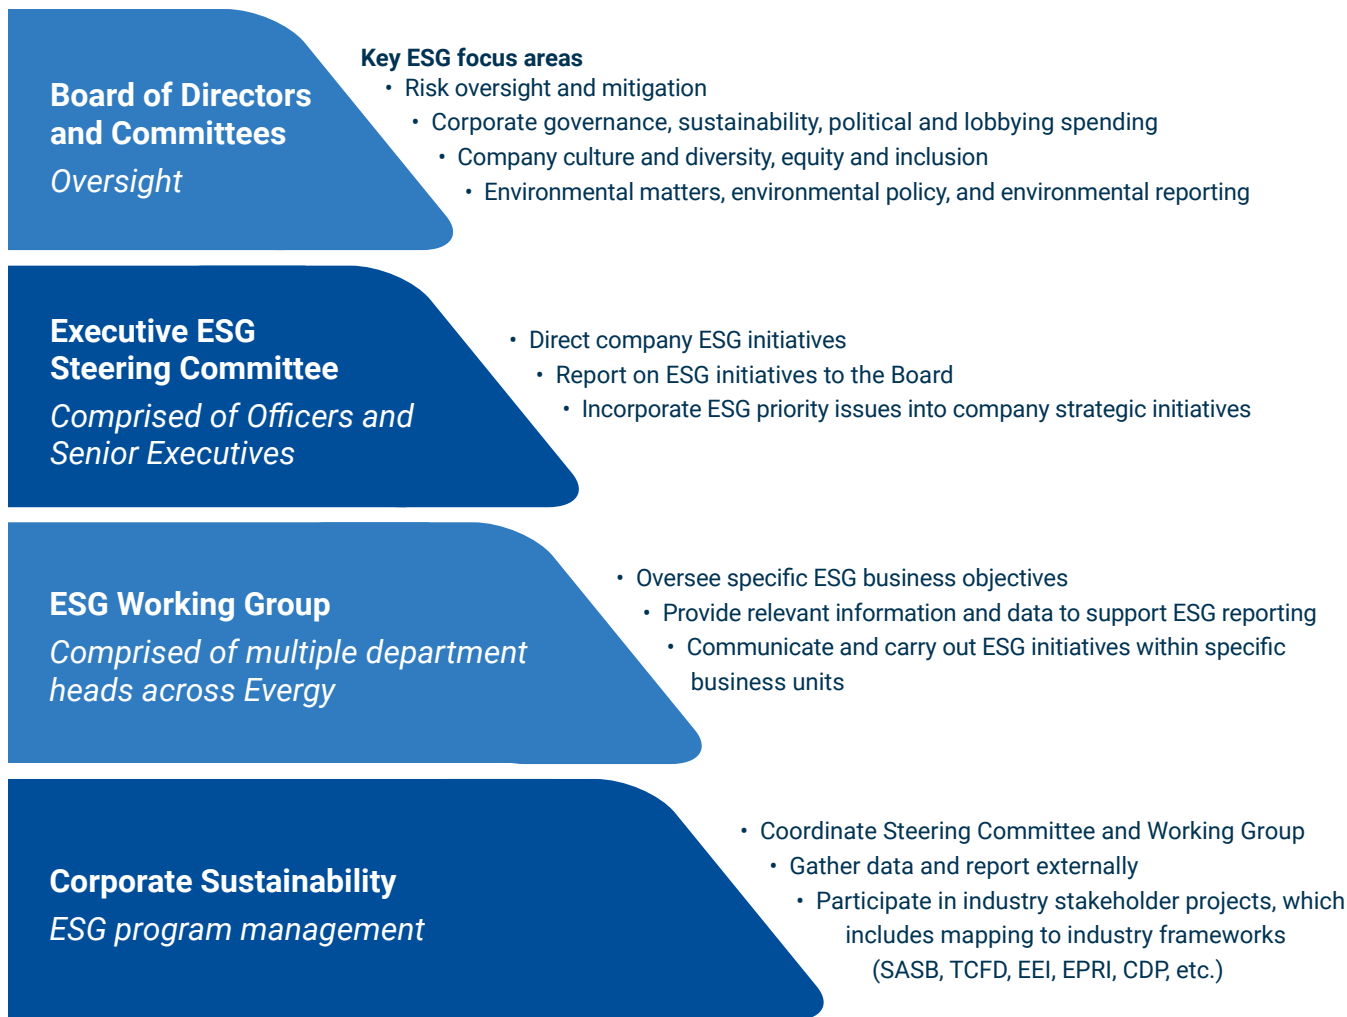 Board of Directors
and Committees
Oversight
Key ESG focus areas
• Risk oversight and mitigation
• Corporate governance, sustainability, political and lobbying spending
• Company culture and diversity, equity and inclusion
• Environmental matters, environmental policy, and environmental reporting
Executive ESG
Steering Committee
Comprised of Officers and
Senior Executives
• Direct company ESG initiatives
• Report on ESG initiatives to the Board
• Incorporate ESG priority issues into company strategic initiatives
ESG Working Group
Comprised of multiple department
heads across Evergy
• Oversee specific ESG business objectives
• Provide relevant information and data to support ESG reporting
• Communicate and carry out ESG initiatives within specific
business units
Corporate Sustainability
ESG program management
• Coordinate Steering Committee and Working Group
• Gather data and report externally
• Participate in industry stakeholder projects, which
includes mapping to industry frameworks
(SASB, TCFD, EEI, EPRI, CDP, etc.)